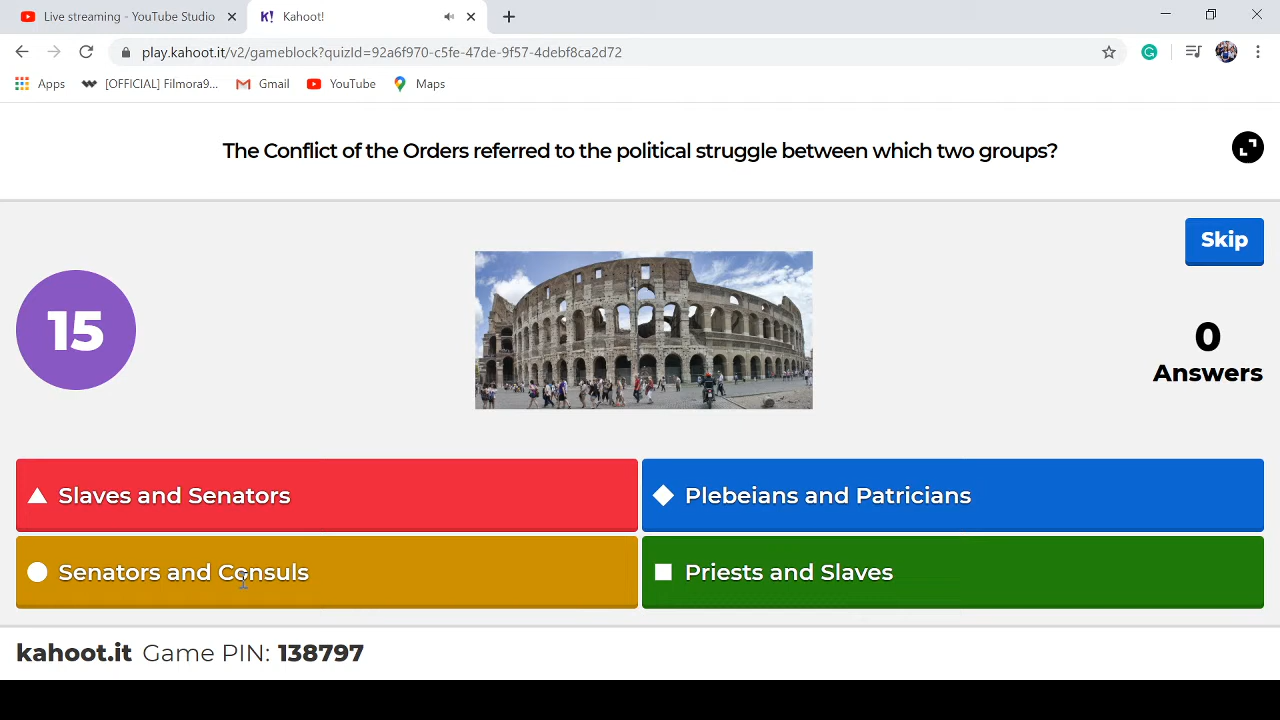 Live streaming - YouTube Studio
K! Kahoot!
play.kahoot.it/v2/gameblock?quizId=92a6f970-c5fe-47de-9f57-4debf8ca2d72
Apps [OFFICIAL] Filmora9... Gmail YouTube Maps
The Conflict of the Orders referred to the political struggle between which two groups?
Skip
15
0
Answers
Slaves and Senators
Plebeians and Patricians
Senators and Consuls
Priests and Slaves
kahoot.it Game PIN: 138797